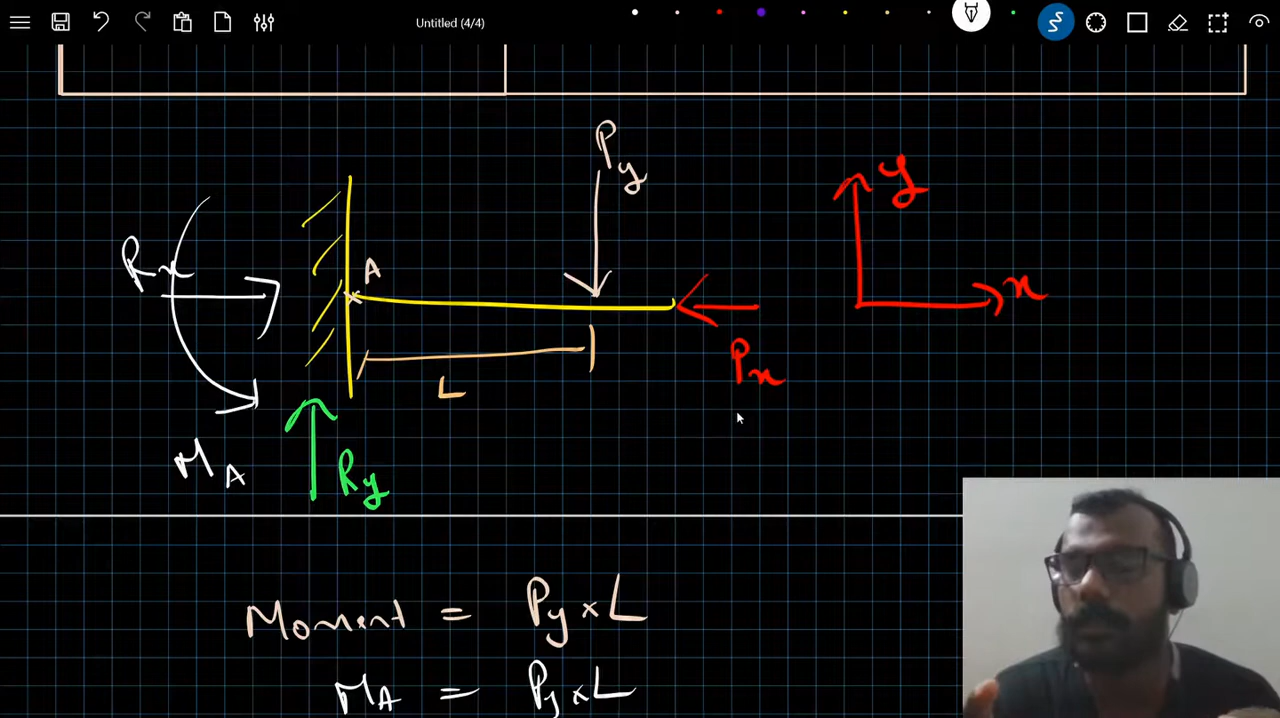 Untitled (4/4)
Py
y
Rx
A
x
Px
L
MA
Ry
Moment = Py × L
MA = Py × L